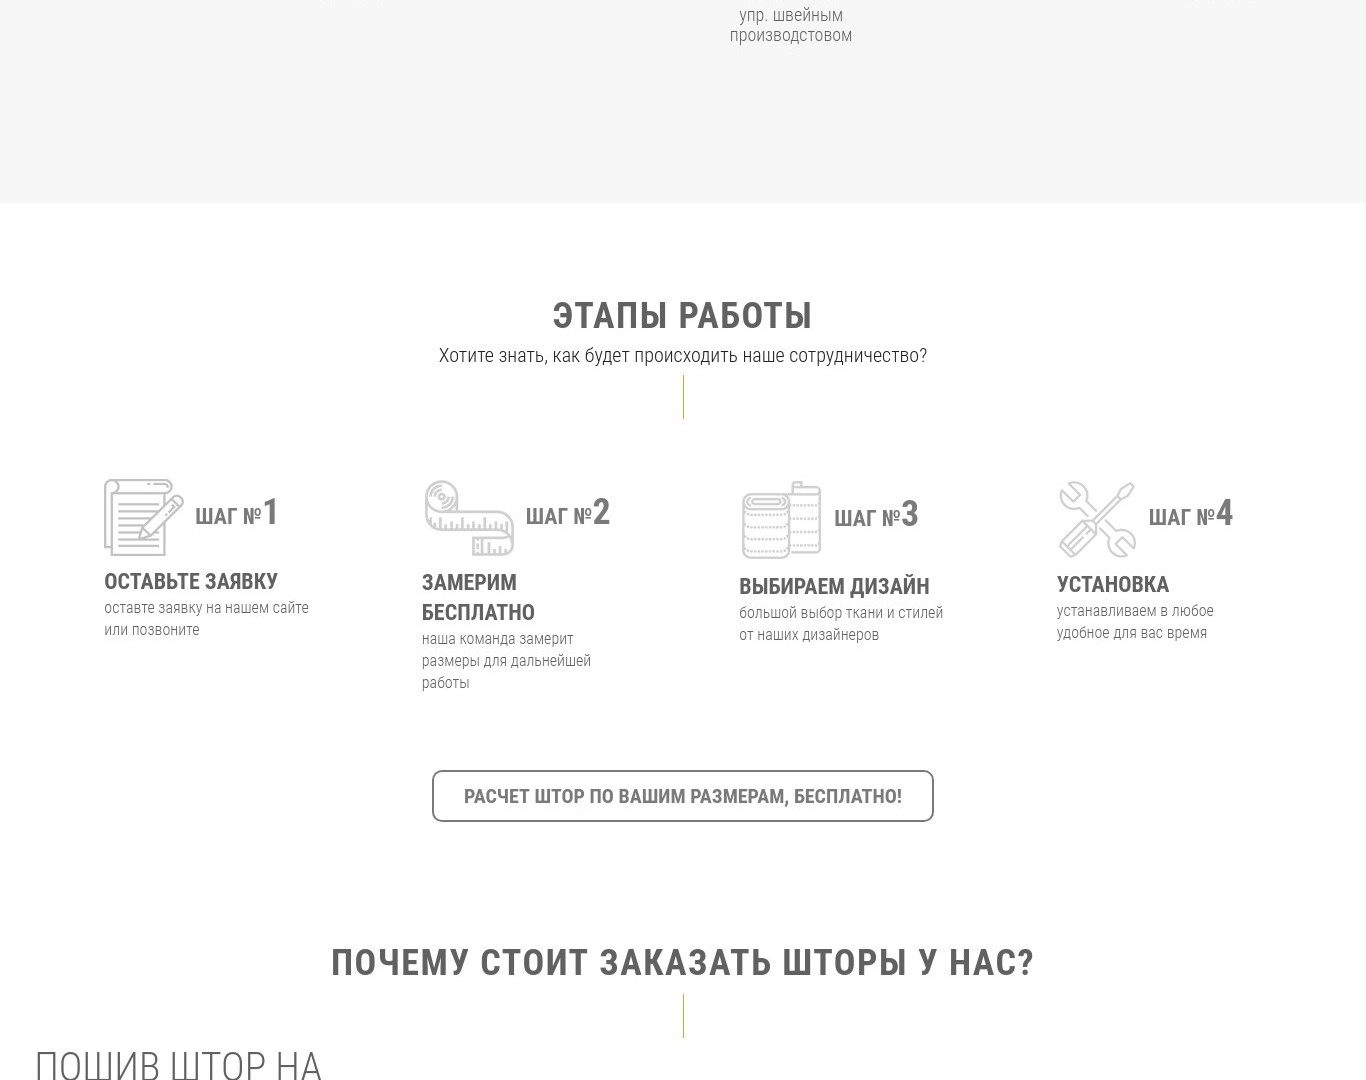 упр. швейным
производстовом
ЭТАПЫ РАБОТЫ
Хотите знать, как будет происходить наше сотрудничество?
ШАГ №1
ОСТАВЬТЕ ЗАЯВКУ
оставте заявку на нашем сайте
или позвоните
ШАГ №2
ЗАМЕРИМ
БЕСПЛАТНО
наша команда замерит
размеры для дальнейшей
работы
ШАГ №3
ВЫБИРАЕМ ДИЗАЙН
большой выбор ткани и стилей
от наших дизайнеров
ШАГ №4
УСТАНОВКА
устанавливаем в любое
удобное для вас время
РАСЧЕТ ШТОР ПО ВАШИМ РАЗМЕРАМ, БЕСПЛАТНО!
ПОЧЕМУ СТОИТ ЗАКАЗАТЬ ШТОРЫ У НАС?
ПОШИВ ШТОР НА